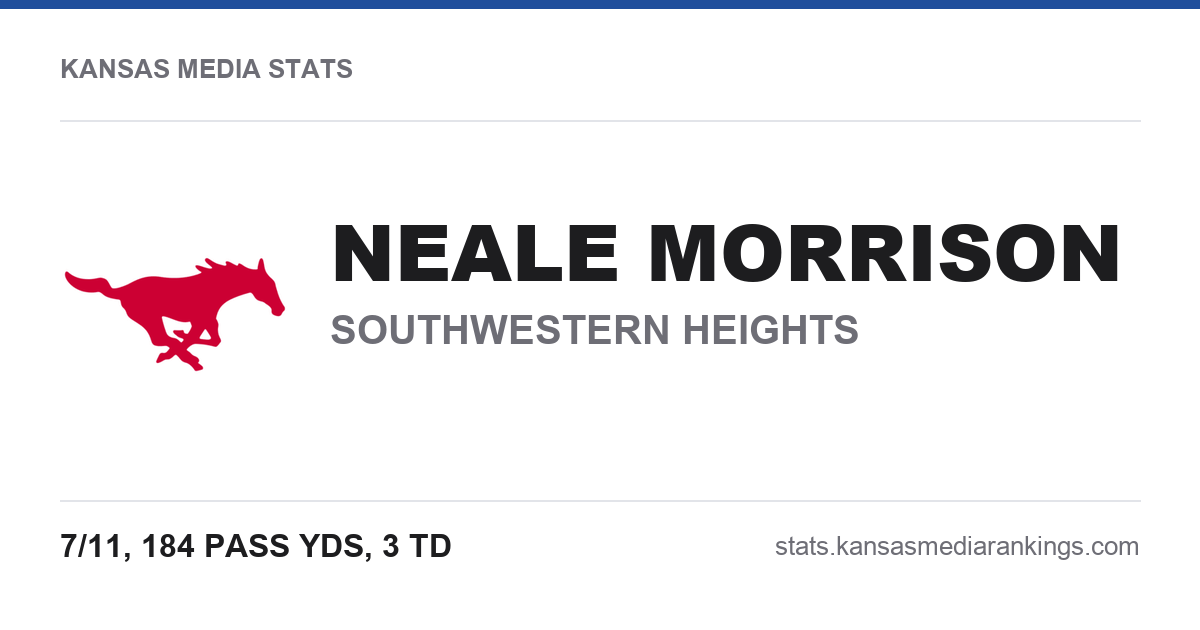 KANSAS MEDIA STATS
NEALE MORRISON
SOUTHWESTERN HEIGHTS
7/11, 184 PASS YDS, 3 TD
stats.kansasmediarankings.com